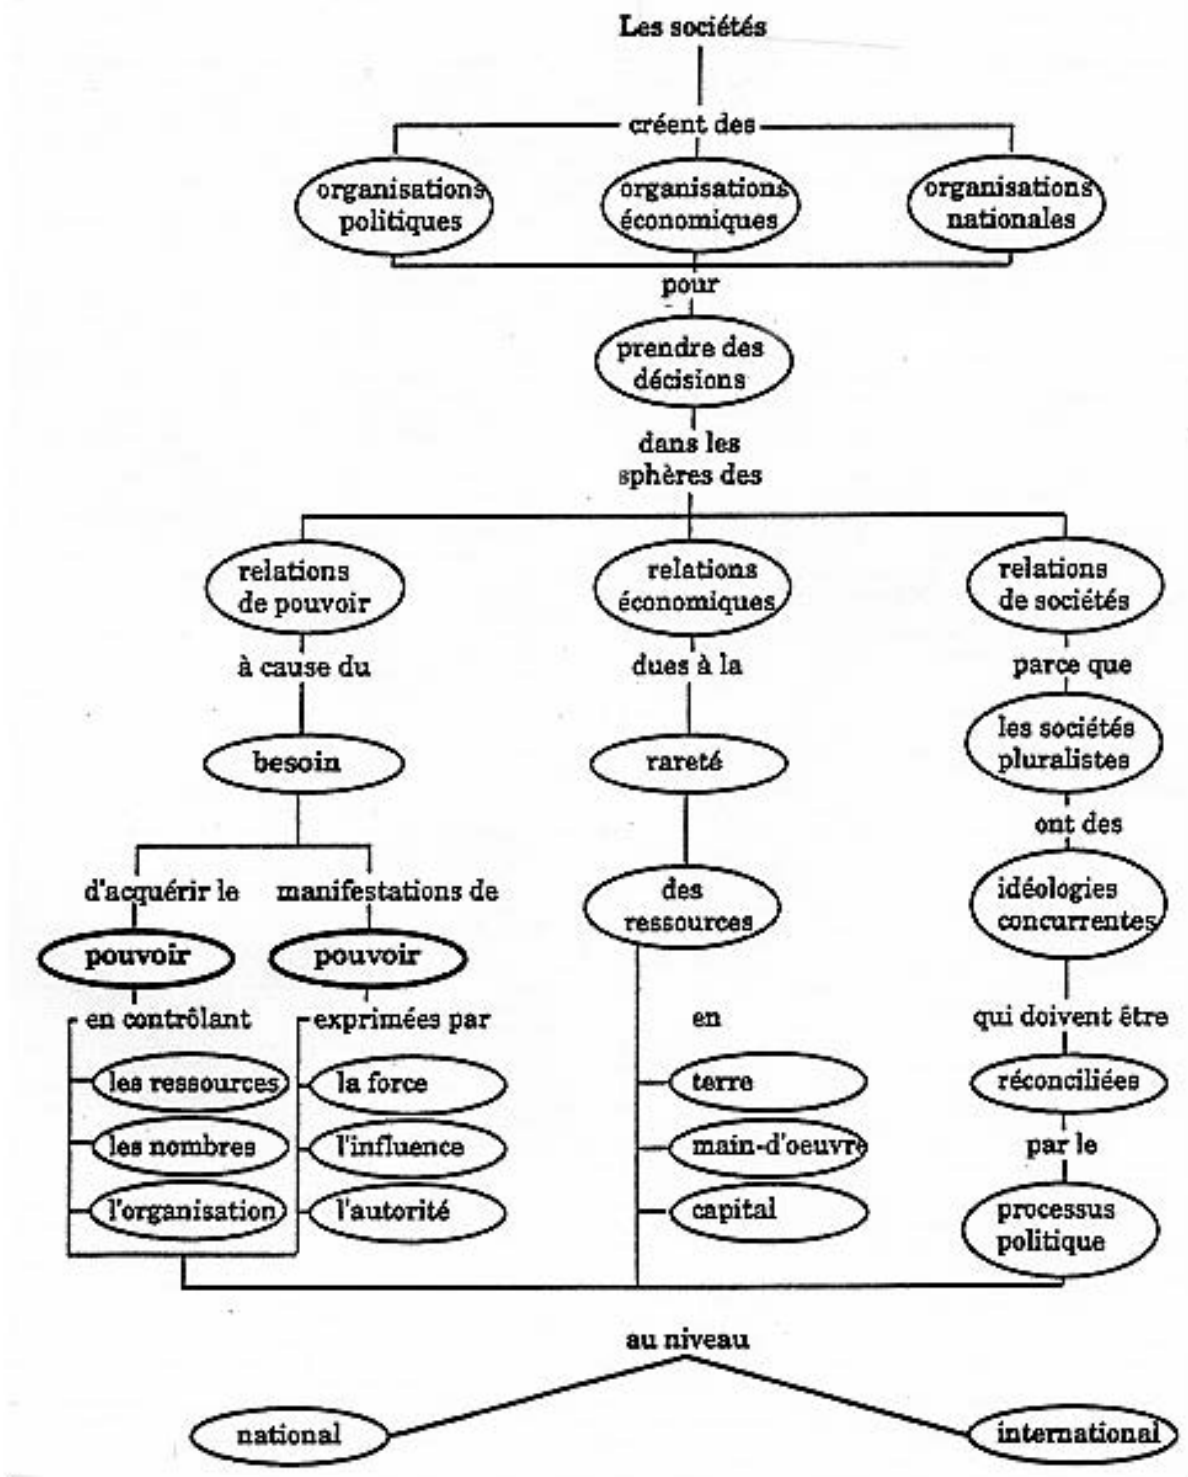 Les sociétés
créent des
organisations
politiques
organisations
économiques
organisations
nationales
pour
prendre des
décisions
dans les
sphères des
relations
de pouvoir
relations
économiques
relations
de sociétés
à cause du
dues à la
parce que
besoin
rareté
les sociétés
pluralistes
ont des
d'acquérir le
manifestations de
des
ressources
idéologies
concurrentes
pouvoir
pouvoir
en contrôlant
exprimées par
en
qui doivent être
les ressources
la force
terre
réconciliées
les nombres
l'influence
main-d'oeuvre
par le
l'organisation
l'autorité
capital
processus
politique
au niveau
national
international